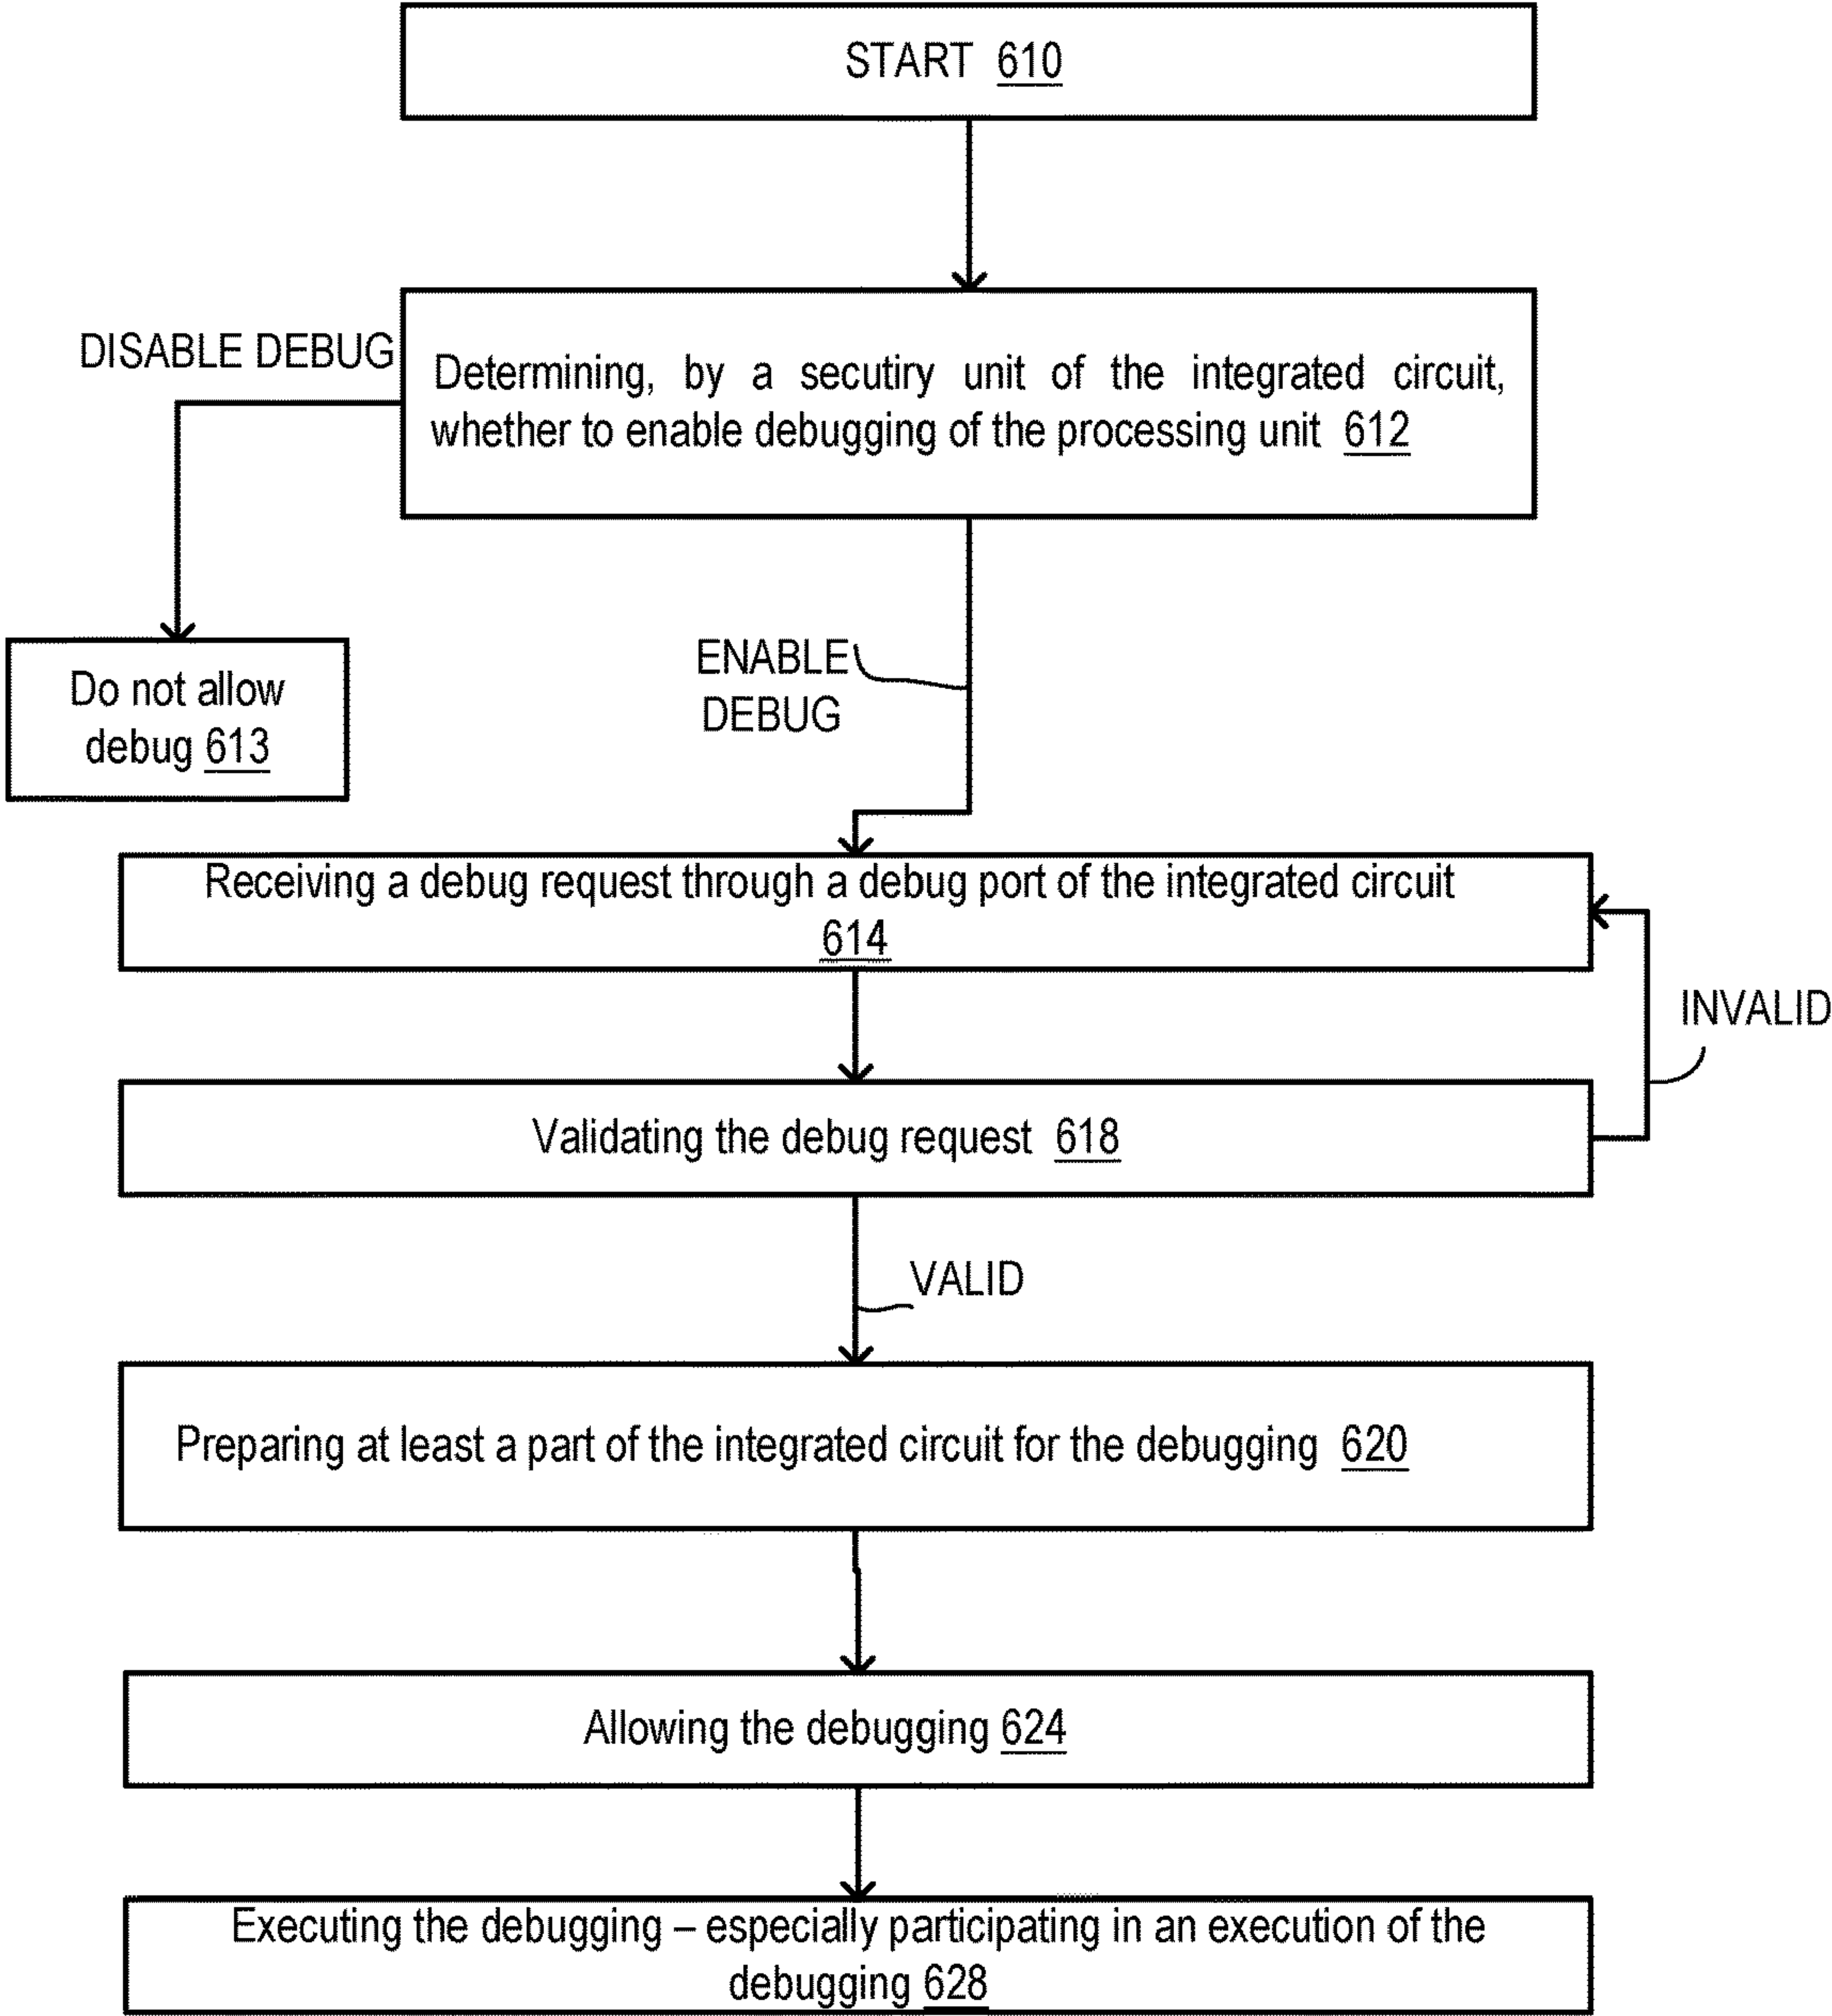 START 610
DISABLE DEBUG
Determining, by a secutiry unit of the integrated circuit,
whether to enable debugging of the processing unit 612
Do not allow
debug 613
ENABLE
DEBUG
Receiving a debug request through a debug port of the integrated circuit
614
INVALID
Validating the debug request 618
VALID
Preparing at least a part of the integrated circuit for the debugging 620
Allowing the debugging 624
Executing the debugging – especially participating in an execution of the
debugging 628